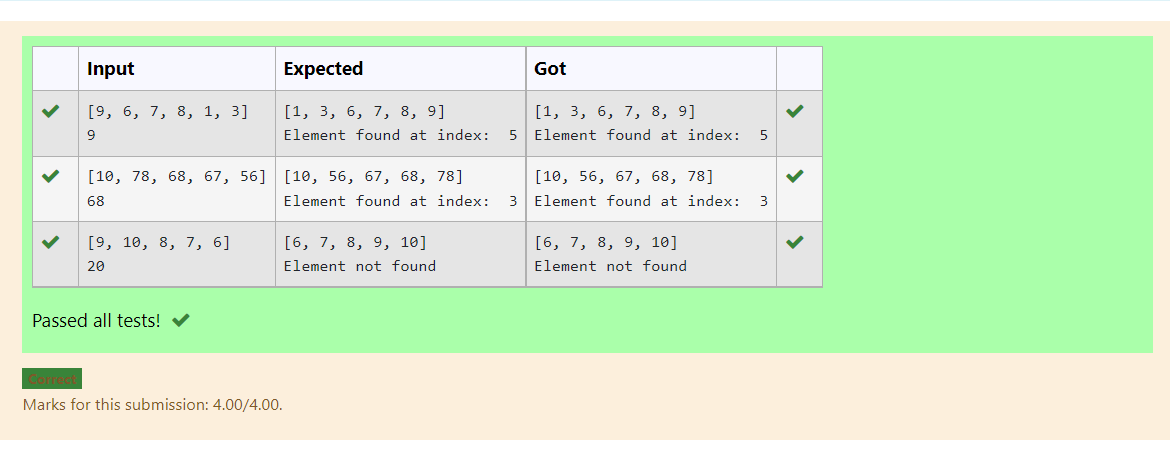 Input Expected Got
[9, 6, 7, 8, 1, 3] [1, 3, 6, 7, 8, 9] [1, 3, 6, 7, 8, 9]
9 Element found at index:  5 Element found at index:  5
[10, 78, 68, 67, 56] [10, 56, 67, 68, 78] [10, 56, 67, 68, 78]
68 Element found at index:  3 Element found at index:  3
[9, 10, 8, 7, 6] [6, 7, 8, 9, 10] [6, 7, 8, 9, 10]
20 Element not found Element not found
Passed all tests!
Correct
Marks for this submission: 4.00/4.00.